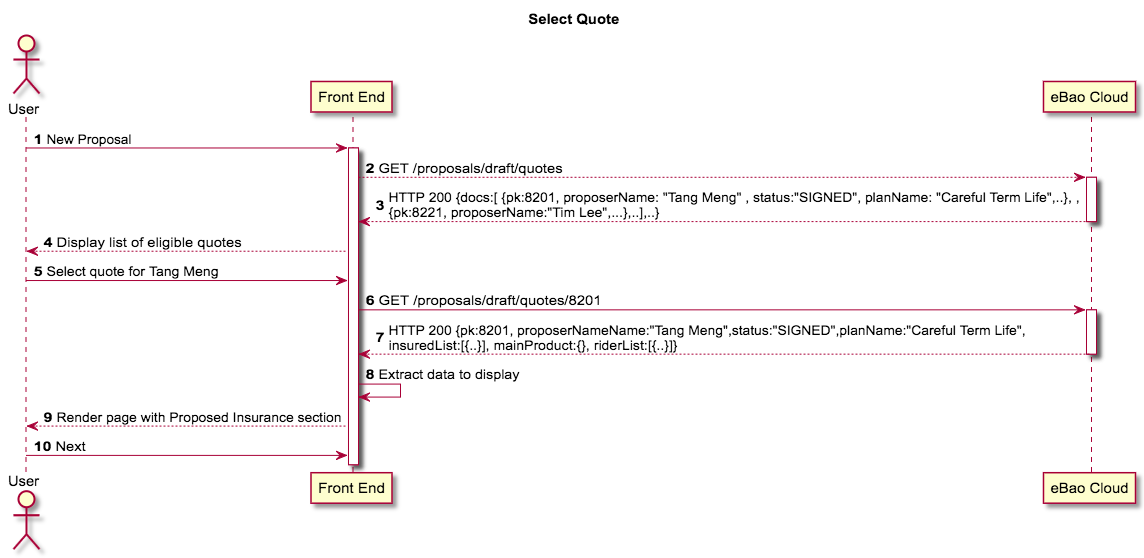 Select Quote
User
Front End
eBao Cloud
1 New Proposal
2 GET /proposals/draft/quotes
3 HTTP 200 {docs:[ {pk:8201, proposerName: "Tang Meng" , status:"SIGNED", planName: "Careful Term Life",..}, ,
{pk:8221, proposerName:"Tim Lee",...},..],..}
4 Display list of eligible quotes
5 Select quote for Tang Meng
6 GET /proposals/draft/quotes/8201
7 HTTP 200 {pk:8201, proposerNameName:"Tang Meng",status:"SIGNED",planName:"Careful Term Life",
insuredList:[{..}], mainProduct:{}, riderList:[{..}]}
8 Extract data to display
9 Render page with Proposed Insurance section
10 Next
User
Front End
eBao Cloud